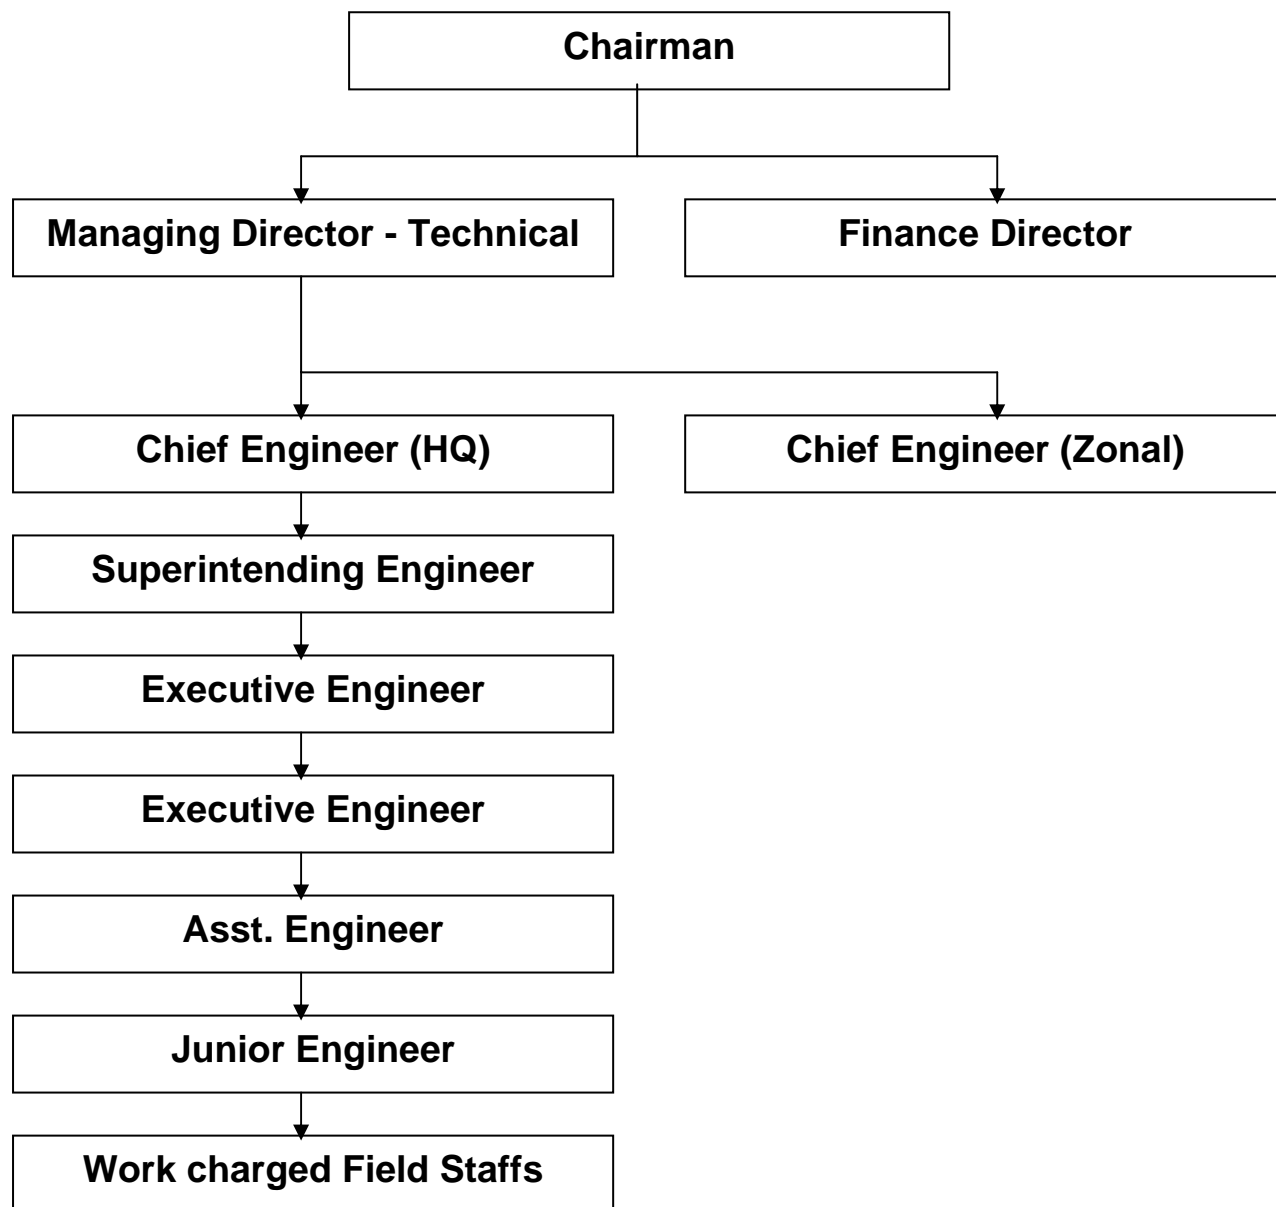 Chairman
Managing Director - Technical
Finance Director
Chief Engineer (HQ)
Chief Engineer (Zonal)
Superintending Engineer
Executive Engineer
Executive Engineer
Asst. Engineer
Junior Engineer
Work charged Field Staffs